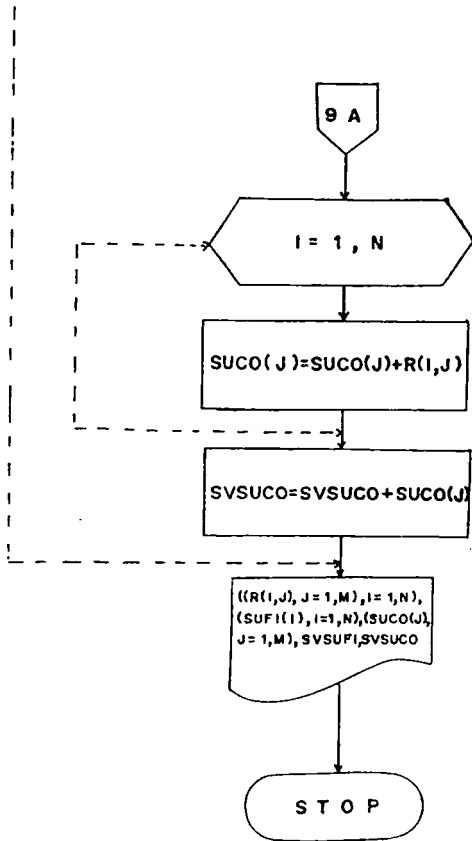 9 A
I = 1 , N
SUCO( J )=SUCO(J)+R(I,J)
SVSUCO=SVSUCO+SUCO(J)
((R(I,J), J=1,M),I=1,N),
(SUFI(I), I=1,N),(SUCO(J),
J=1,M), SVSUFI,SVSUCO
S T O P